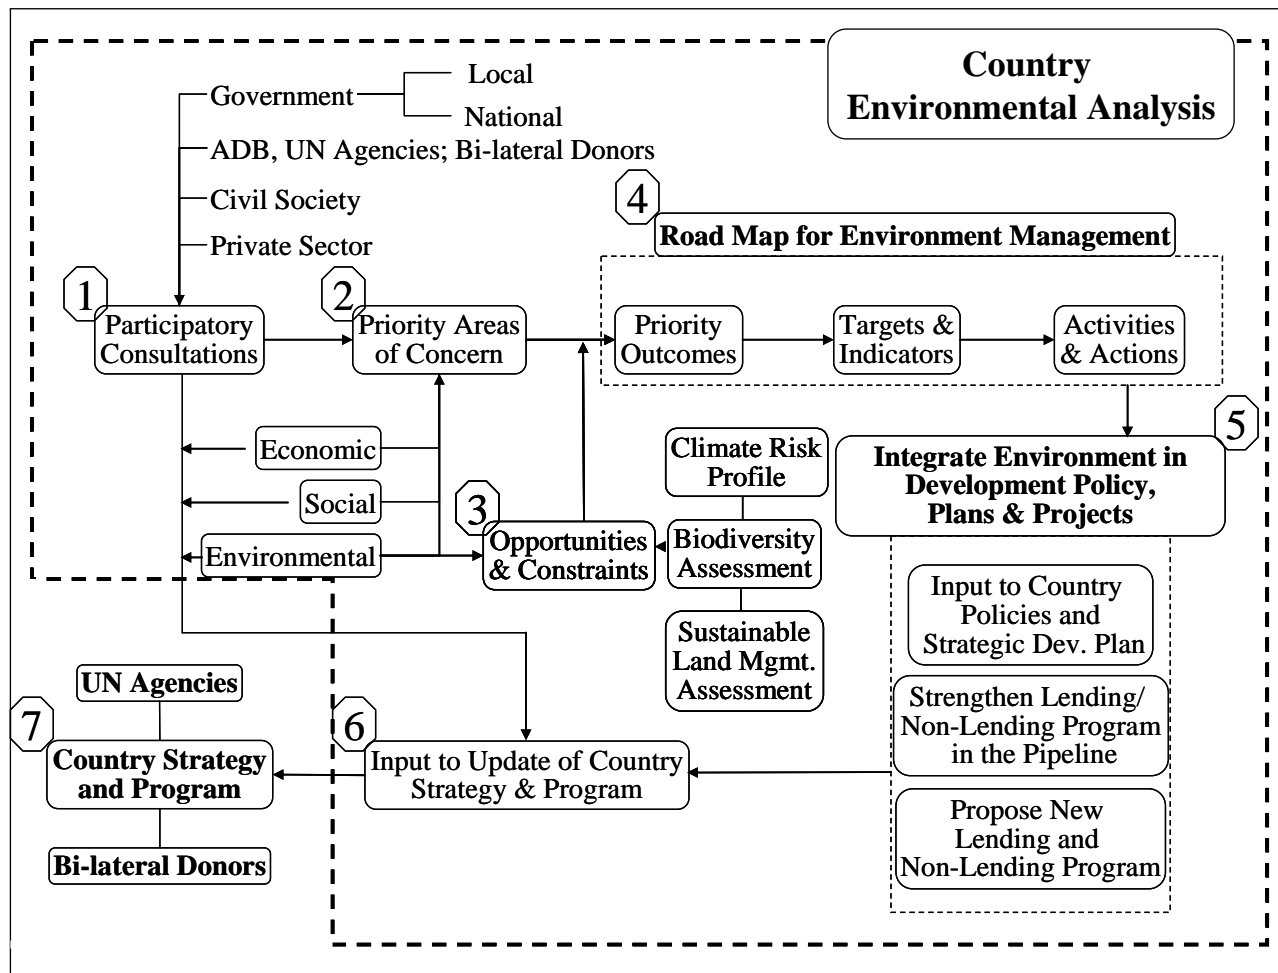 Country
Environmental Analysis
Government
Local
National
ADB, UN Agencies; Bi-lateral Donors
Civil Society
Private Sector
4
Road Map for Environment Management
1
Participatory
Consultations
2
Priority Areas
of Concern
Priority
Outcomes
Targets &
Indicators
Activities
& Actions
Economic
Social
Environmental
3
Opportunities
& Constraints
Climate Risk
Profile
Biodiversity
Assessment
Sustainable
Land Mgmt.
Assessment
5
Integrate Environment in
Development Policy,
Plans & Projects
Input to Country
Policies and
Strategic Dev. Plan
Strengthen Lending/
Non-Lending Program
in the Pipeline
Propose New
Lending and
Non-Lending Program
6
Input to Update of Country
Strategy & Program
UN Agencies
7
Country Strategy
and Program
Bi-lateral Donors